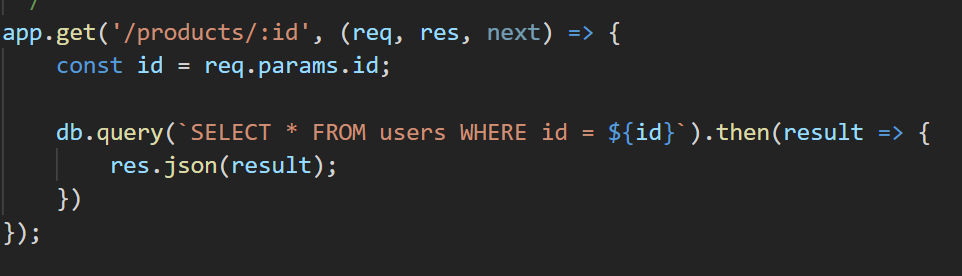 /
app.get('/products/:id', (req, res, next) => {
    const id = req.params.id;

    db.query(`SELECT * FROM users WHERE id = ${id}`).then(result => {
        res.json(result);
    })
});